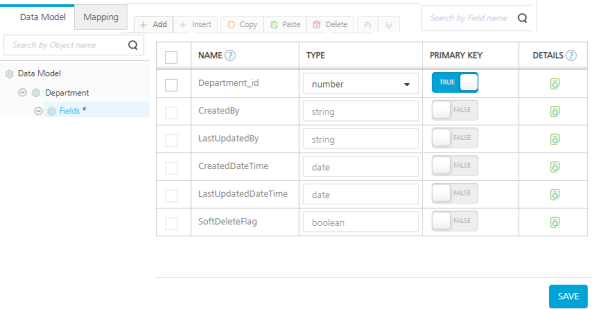 Data Model Mapping
Add Insert Copy Paste Delete Search by Field name
Search by Object name
NAME ? TYPE PRIMARY KEY DETAILS ?
Data Model
Department
Fields *
Department_id number TRUE
CreatedBy string FALSE
LastUpdatedBy string FALSE
CreatedDateTime date FALSE
LastUpdatedDateTime date FALSE
SoftDeleteFlag boolean FALSE
SAVE